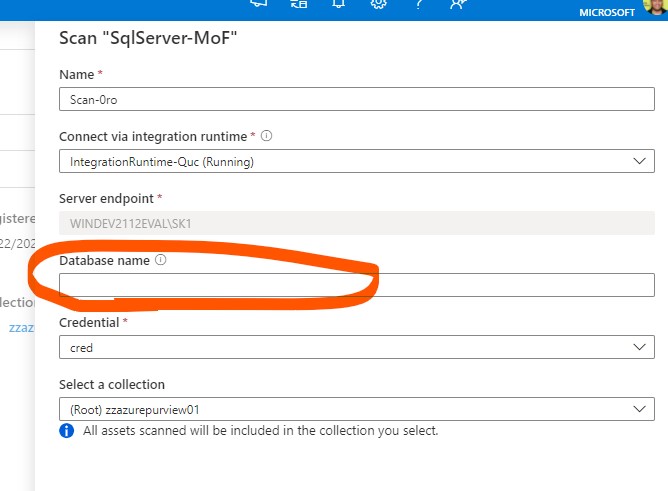 MICROSOFT
Scan "SqlServer-MoF"
Name *
Scan-0ro
Connect via integration runtime *
IntegrationRuntime-Quc (Running)
Server endpoint *
WINDEV2112EVAL\SK1
gistere
22/202
Database name
lection
zzaz
Credential *
cred
Select a collection
(Root) zzazurepurview01
All assets scanned will be included in the collection you select.